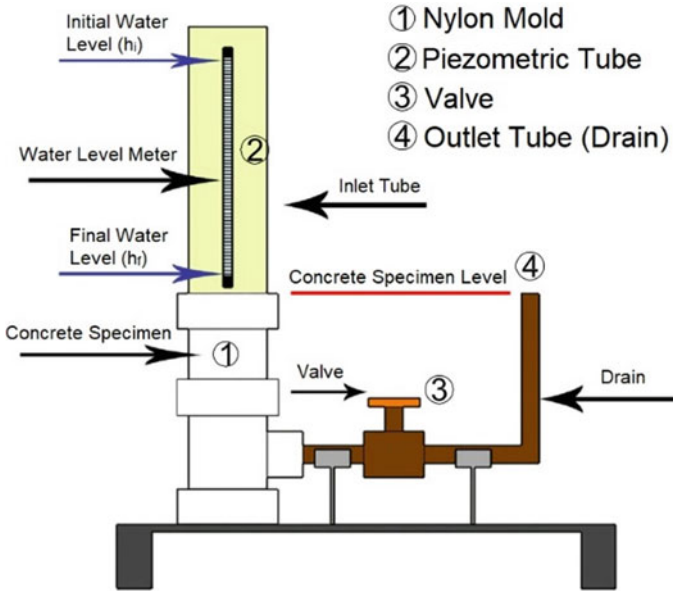 Initial Water
Level (hᵢ)
① Nylon Mold
② Piezometric Tube
③ Valve
④ Outlet Tube (Drain)
②
Water Level Meter
Inlet Tube
Final Water
Level (hf)
Concrete Specimen Level
④
Concrete Specimen
①
Valve
③
Drain